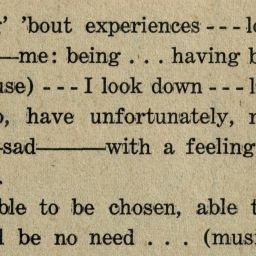 ’ ’bout experiences - - - l
—me: being . . . having b
use) - - - I look down - - - l
o, have unfortunately, r
-sad———with a feeling
.
ble to be chosen, able t
l be no need . . . (musi